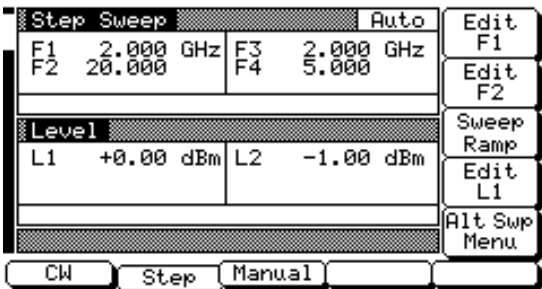 Step Sweep Auto
F1 2.000 GHz F3 2.000 GHz
F2 20.000 F4 5.000
Level
L1 +0.00 dBm L2 -1.00 dBm
Edit
F1
Edit
F2
Sweep
Ramp
Edit
L1
Alt Swp
Menu
CW Step Manual